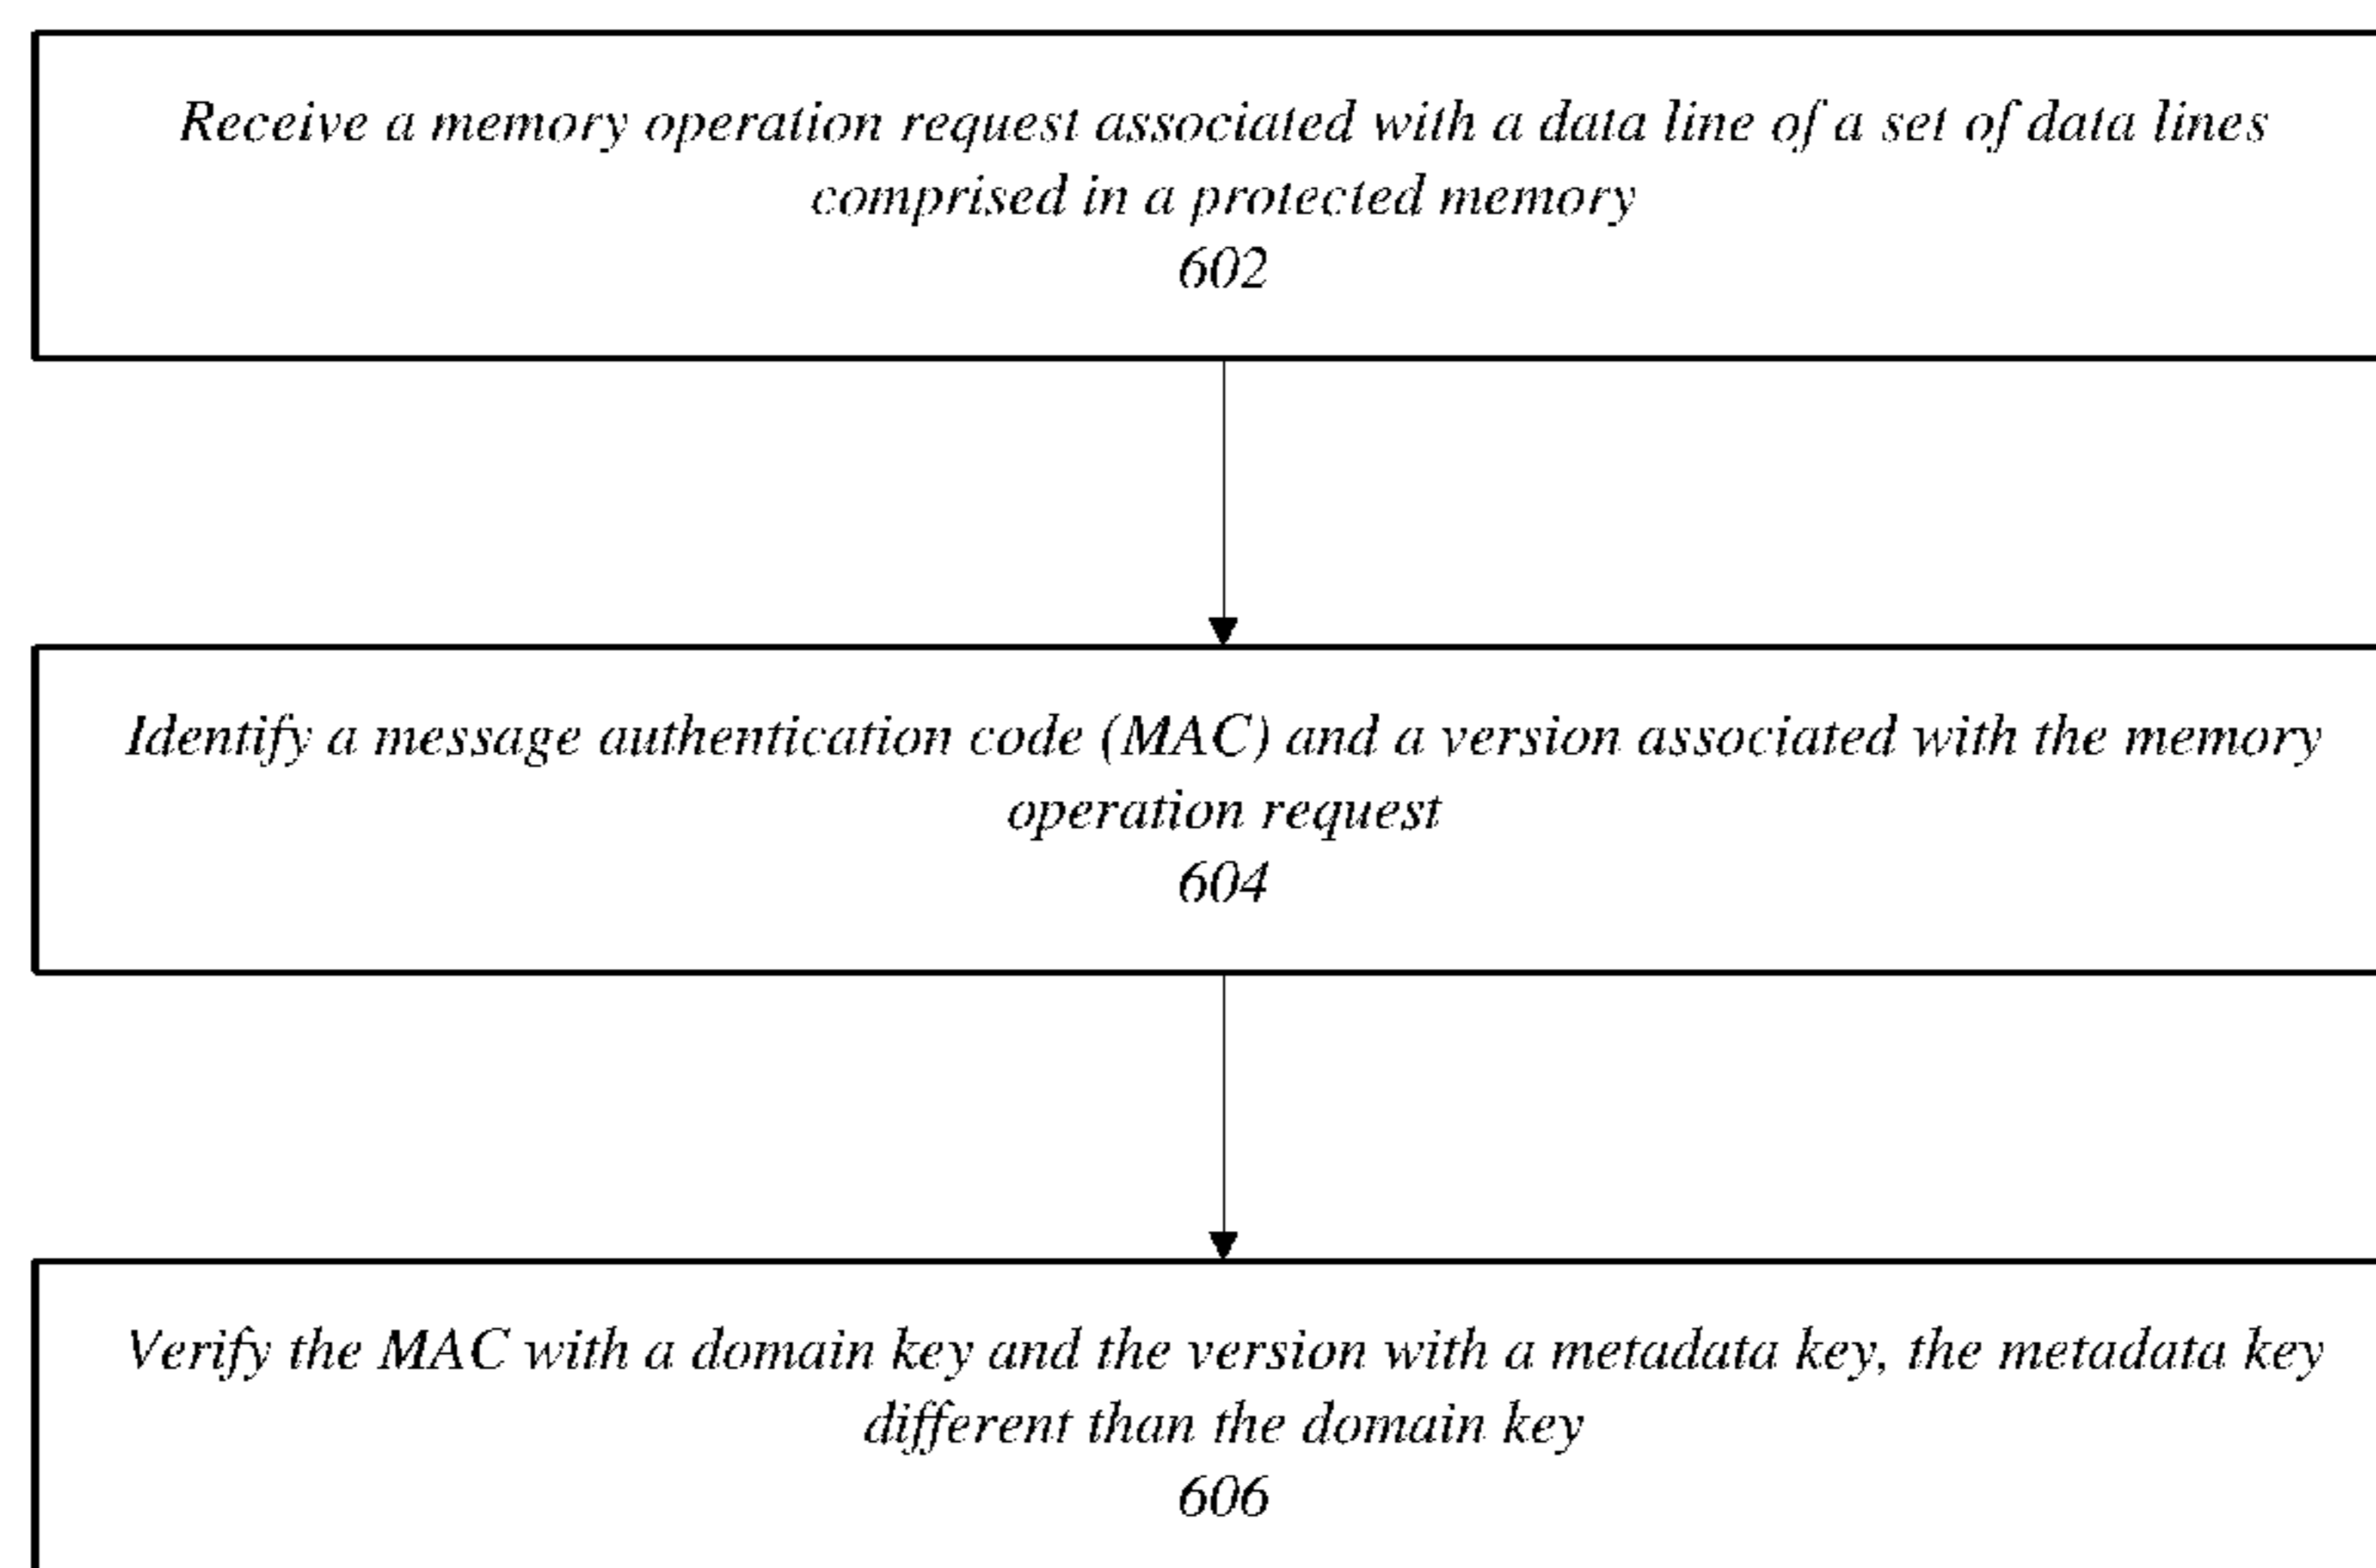 Receive a memory operation request associated with a data line of a set of data lines
comprised in a protected memory
602
Identify a message authentication code (MAC) and a version associated with the memory
operation request
604
Verify the MAC with a domain key and the version with a metadata key, the metadata key
different than the domain key
606